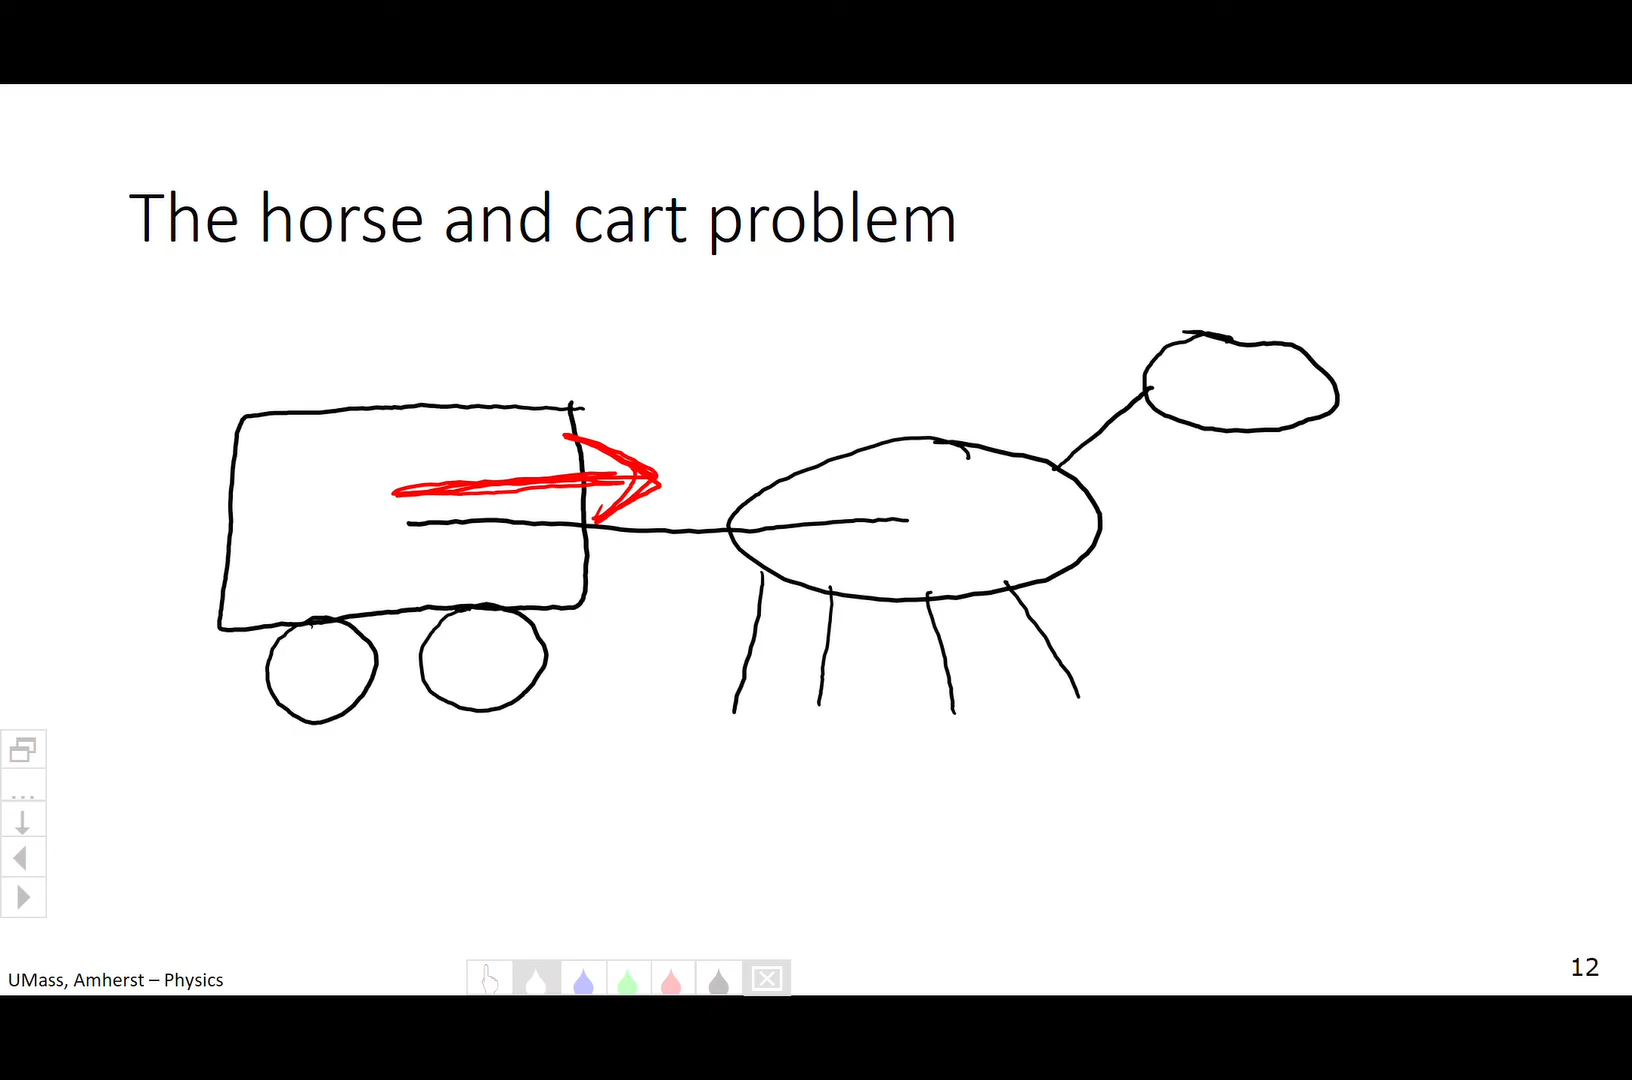 The horse and cart problem
UMass, Amherst – Physics
12